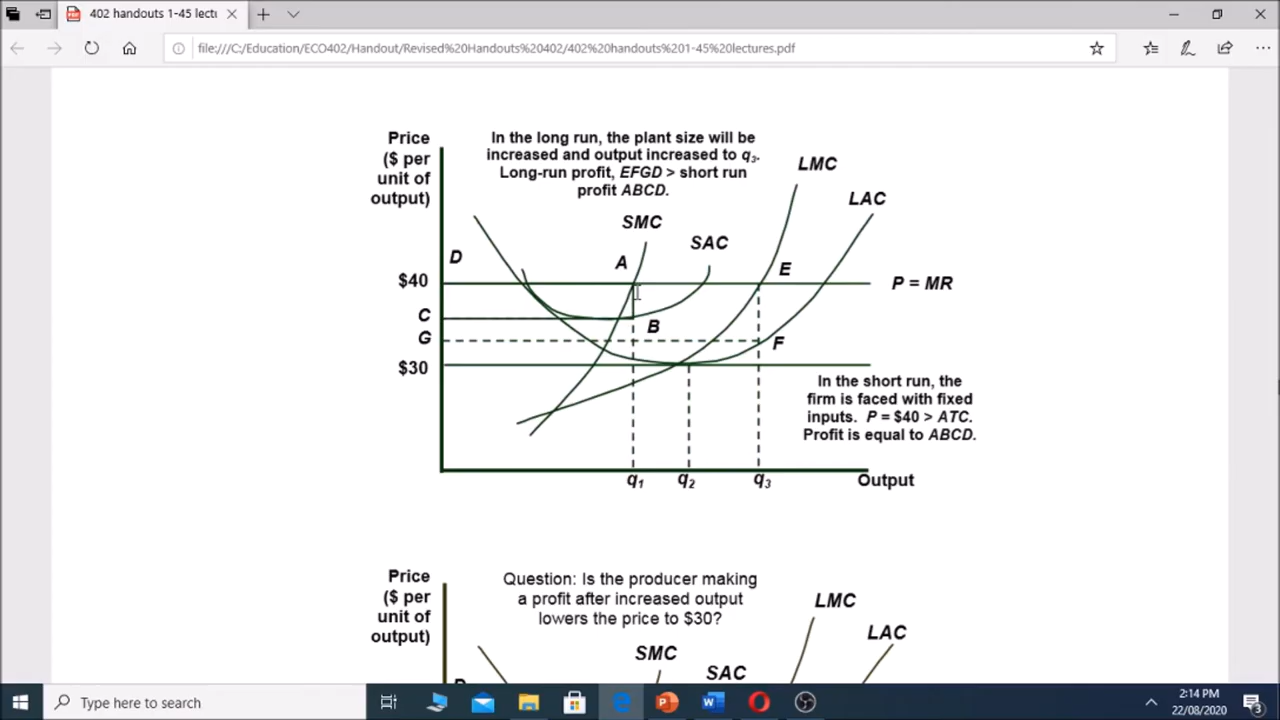 402 handouts 1-45 lectu
file:///C:/Education/ECO402/Handout/Revised%20Handouts%20402/402%20handouts%201-45%20lectures.pdf
Price
($ per
unit of
output)
In the long run, the plant size will be
increased and output increased to q3.
Long-run profit, EFGD > short run
profit ABCD.
LMC
LAC
SMC
SAC
D
A
E
$40
P = MR
C
B
G
F
$30
In the short run, the
firm is faced with fixed
inputs. P = $40 > ATC.
Profit is equal to ABCD.
q1
q2
q3
Output
Price
($ per
unit of
output)
Question: Is the producer making
a profit after increased output
lowers the price to $30?
LMC
LAC
SMC
SAC
Type here to search
2:14 PM
22/08/2020
3